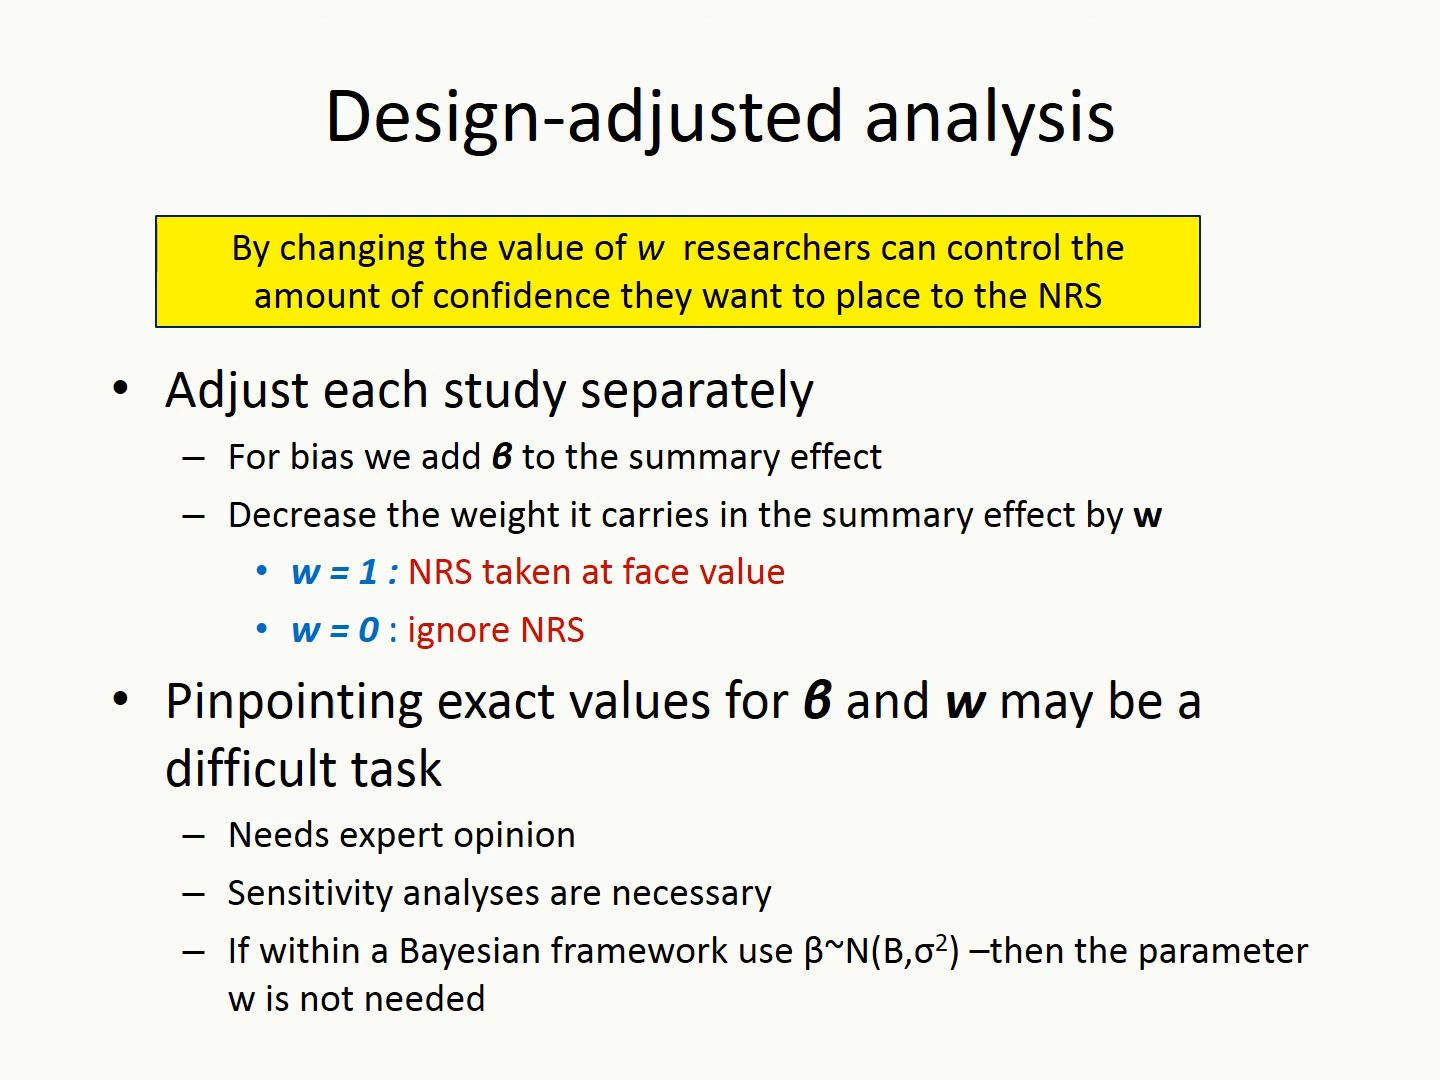 Design-adjusted analysis
By changing the value of w researchers can control the
amount of confidence they want to place to the NRS
• Adjust each study separately
– For bias we add β to the summary effect
– Decrease the weight it carries in the summary effect by w
• w = 1 : NRS taken at face value
• w = 0 : ignore NRS
• Pinpointing exact values for β and w may be a
difficult task
– Needs expert opinion
– Sensitivity analyses are necessary
– If within a Bayesian framework use β~N(B,σ²) –then the parameter
w is not needed